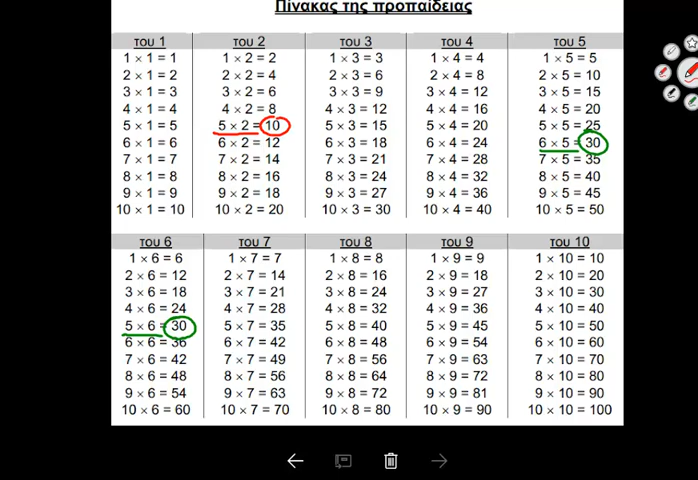 Πίνακας της προπαίδειας
του 1 του 2 του 3 του 4 του 5
1 × 1 = 1 1 × 2 = 2 1 × 3 = 3 1 × 4 = 4 1 × 5 = 5
2 × 1 = 2 2 × 2 = 4 2 × 3 = 6 2 × 4 = 8 2 × 5 = 10
3 × 1 = 3 3 × 2 = 6 3 × 3 = 9 3 × 4 = 12 3 × 5 = 15
4 × 1 = 4 4 × 2 = 8 4 × 3 = 12 4 × 4 = 16 4 × 5 = 20
5 × 1 = 5 5 × 2 = 10 5 × 3 = 15 5 × 4 = 20 5 × 5 = 25
6 × 1 = 6 6 × 2 = 12 6 × 3 = 18 6 × 4 = 24 6 × 5 = 30
7 × 1 = 7 7 × 2 = 14 7 × 3 = 21 7 × 4 = 28 7 × 5 = 35
8 × 1 = 8 8 × 2 = 16 8 × 3 = 24 8 × 4 = 32 8 × 5 = 40
9 × 1 = 9 9 × 2 = 18 9 × 3 = 27 9 × 4 = 36 9 × 5 = 45
10 × 1 = 10 10 × 2 = 20 10 × 3 = 30 10 × 4 = 40 10 × 5 = 50
του 6 του 7 του 8 του 9 του 10
1 × 6 = 6 1 × 7 = 7 1 × 8 = 8 1 × 9 = 9 1 × 10 = 10
2 × 6 = 12 2 × 7 = 14 2 × 8 = 16 2 × 9 = 18 2 × 10 = 20
3 × 6 = 18 3 × 7 = 21 3 × 8 = 24 3 × 9 = 27 3 × 10 = 30
4 × 6 = 24 4 × 7 = 28 4 × 8 = 32 4 × 9 = 36 4 × 10 = 40
5 × 6 = 30 5 × 7 = 35 5 × 8 = 40 5 × 9 = 45 5 × 10 = 50
6 × 6 = 36 6 × 7 = 42 6 × 8 = 48 6 × 9 = 54 6 × 10 = 60
7 × 6 = 42 7 × 7 = 49 7 × 8 = 56 7 × 9 = 63 7 × 10 = 70
8 × 6 = 48 8 × 7 = 56 8 × 8 = 64 8 × 9 = 72 8 × 10 = 80
9 × 6 = 54 9 × 7 = 63 9 × 8 = 72 9 × 9 = 81 9 × 10 = 90
10 × 6 = 60 10 × 7 = 70 10 × 8 = 80 10 × 9 = 90 10 × 10 = 100